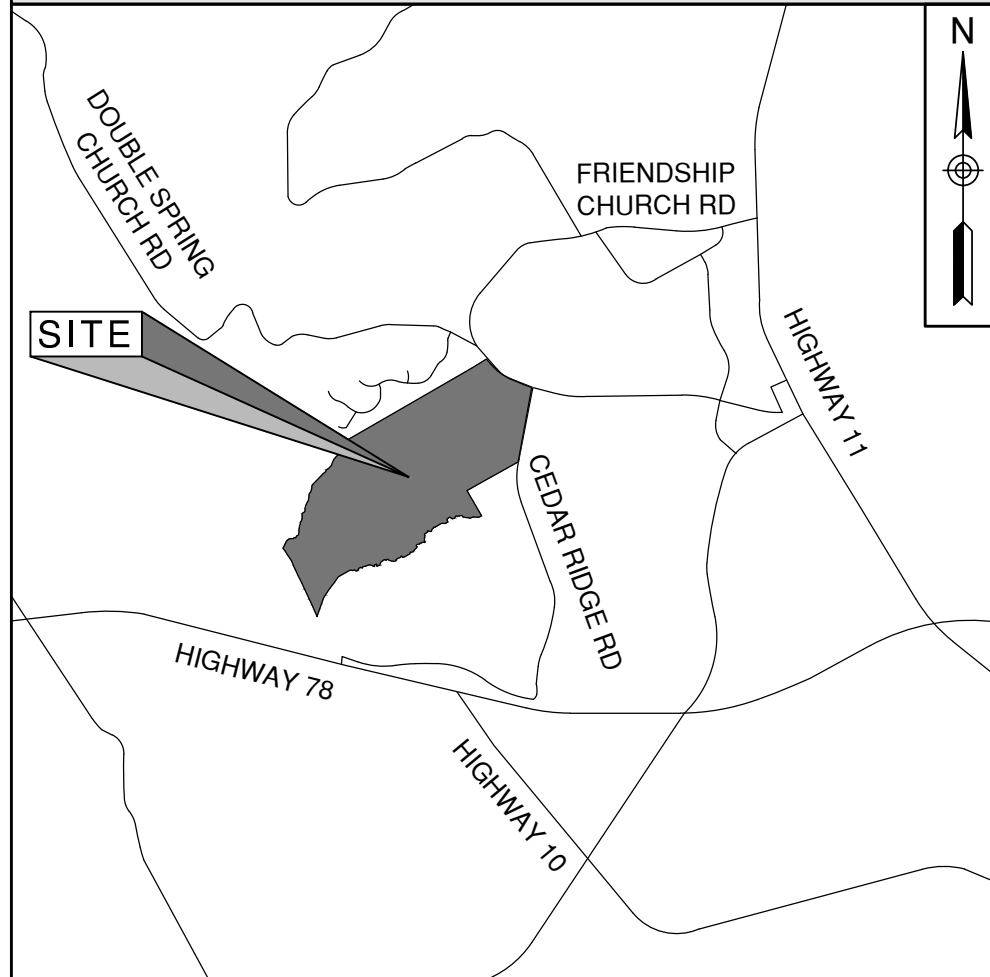 N
DOUBLE SPRING
CHURCH RD
FRIENDSHIP
CHURCH RD
SITE
HIGHWAY 11
CEDAR RIDGE RD
HIGHWAY 78
HIGHWAY 10